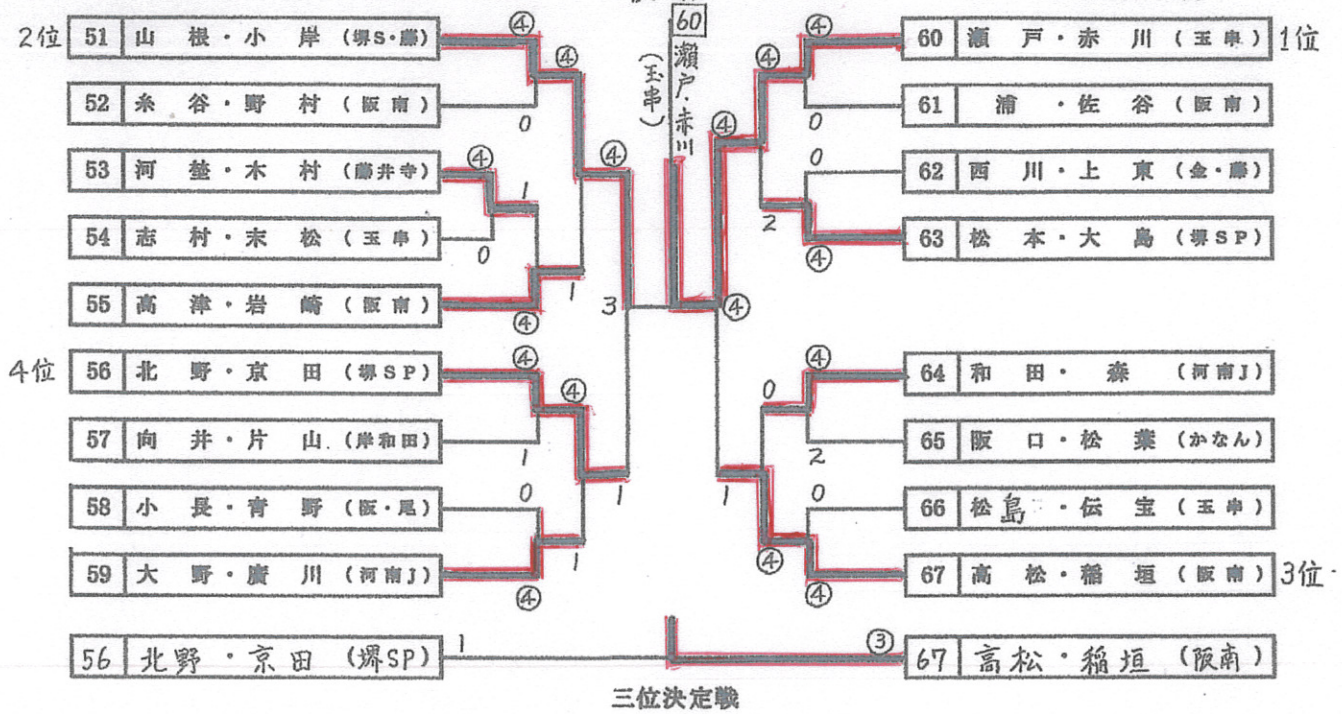 60
瀬戸・赤川
(玉串)
2位 51 山根・小岸 (堺S・藤) ④
52 糸谷・野村 (阪南) 0
④
53 河埜・木村 (藤井寺) ④ 1
54 志村・末松 (玉串) 0
55 高津・岩崎 (阪南) ④ 1
④ 3
4位 56 北野・京田 (堺SP) ④
57 向井・片山 (岸和田) 1
④ 1
58 小長・青野 (阪・尾) 0
59 大野・廣川 (河南J) ④ 1
④ 60 瀬戸・赤川 (玉串) 1位
0 61 浦・佐谷 (阪南)
④ ④
0 62 西川・上東 (金・藤)
2 ④ 63 松本・大島 (堺SP)
④
④ 64 和田・森 (河南J)
0 2 65 阪口・松葉 (かなん)
1
0 66 松島・伝宝 (玉串)
④ ④ 67 高松・稲垣 (阪南) 3位
56 北野・京田 (堺SP) 1 ③ 67 高松・稲垣 (阪南)
三位決定戦